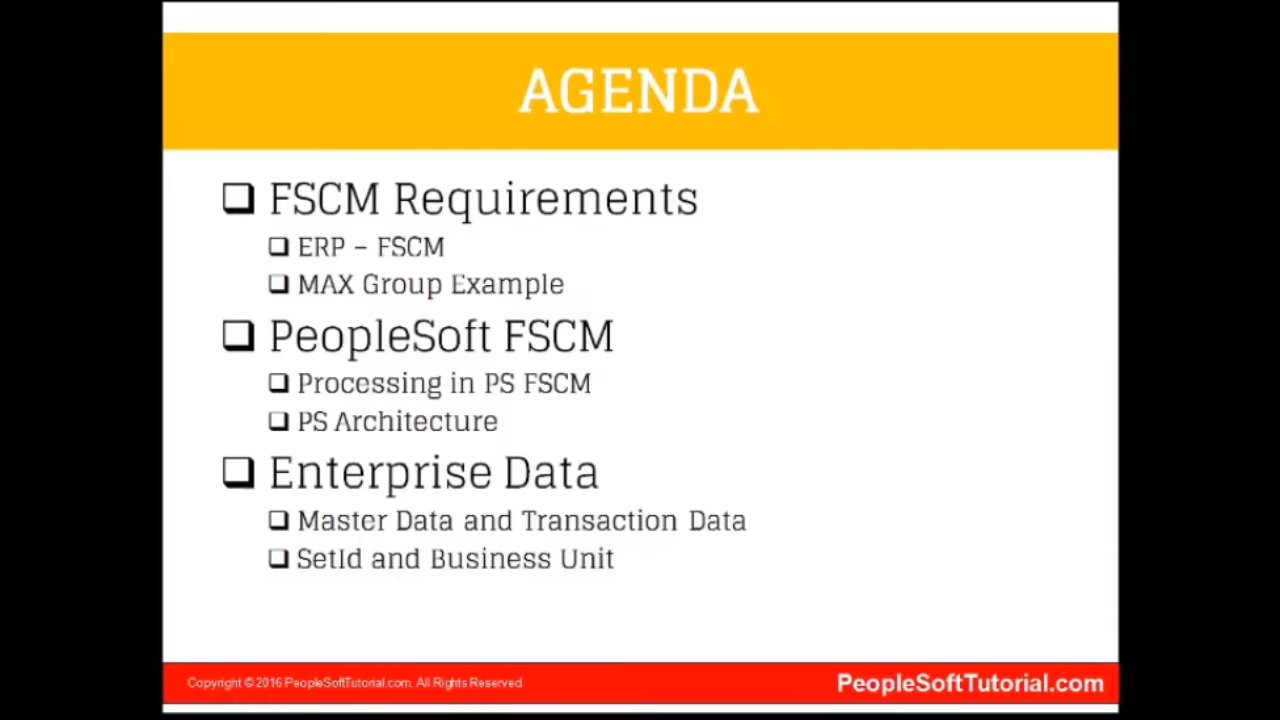 AGENDA
FSCM Requirements
ERP – FSCM
MAX Group Example
PeopleSoft FSCM
Processing in PS FSCM
PS Architecture
Enterprise Data
Master Data and Transaction Data
SetId and Business Unit
Copyright © 2016 PeopleSoftTutorial.com. All Rights Reserved
PeopleSoftTutorial.com